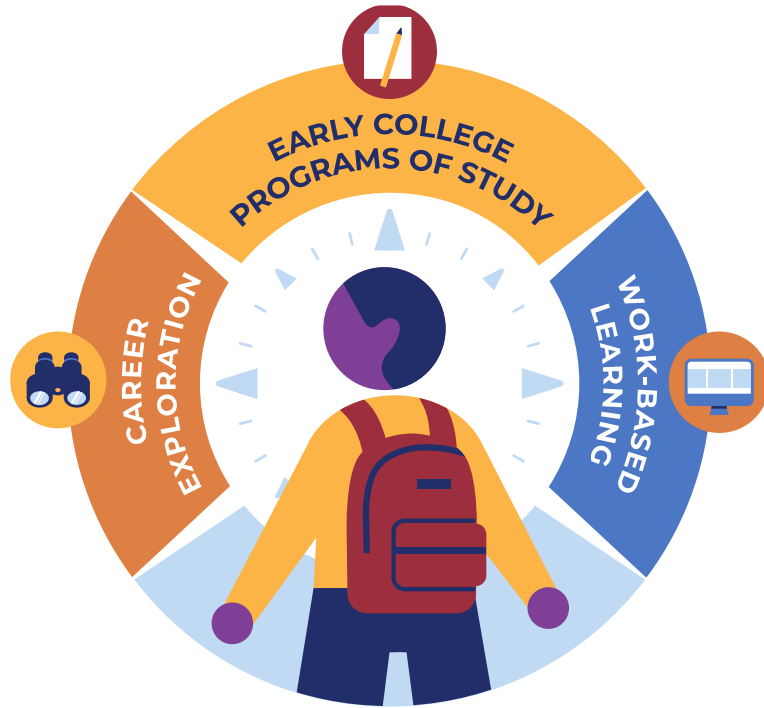 EARLY COLLEGE
PROGRAMS OF STUDY
CAREER
EXPLORATION
WORK-BASED
LEARNING